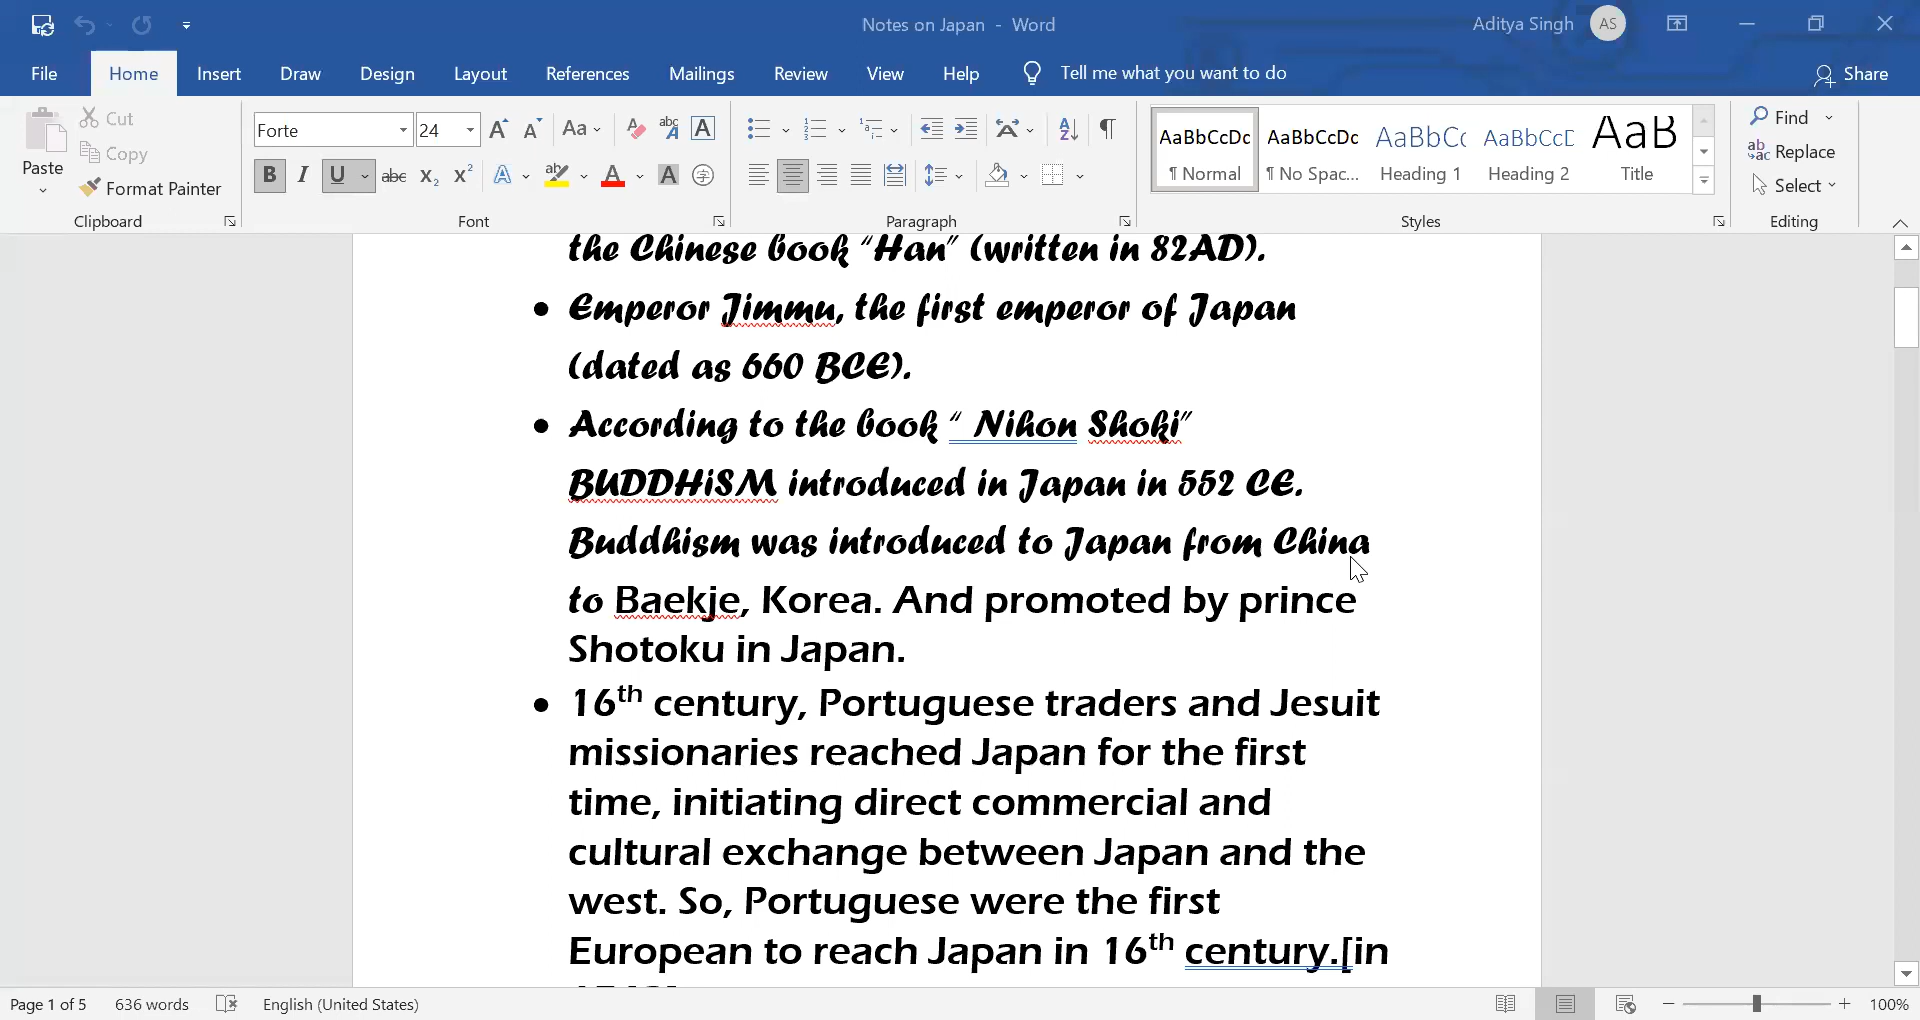 Notes on Japan - Word
Aditya Singh AS
File Home Insert Draw Design Layout References Mailings Review View Help Tell me what you want to do Share
Paste
Cut
Copy
Format Painter
Clipboard
Forte 24
Font
Paragraph
AaBbCcDc AaBbCcDc AaBbCc AaBbCcD AaB
¶ Normal ¶ No Spac... Heading 1 Heading 2 Title
Styles
Find
Replace
Select
Editing
the Chinese book “Han” (written in 82AD).
• Emperor Jimmu, the first emperor of Japan
(dated as 660 BCE).
• According to the book “ Nihon Shoki”
BUDDHiSM introduced in Japan in 552 CE.
Buddhism was introduced to Japan from China
to Baekje, Korea. And promoted by prince
Shotoku in Japan.
• 16th century, Portuguese traders and Jesuit
missionaries reached Japan for the first
time, initiating direct commercial and
cultural exchange between Japan and the
west. So, Portuguese were the first
European to reach Japan in 16th century.[in
Page 1 of 5 636 words English (United States) 100%